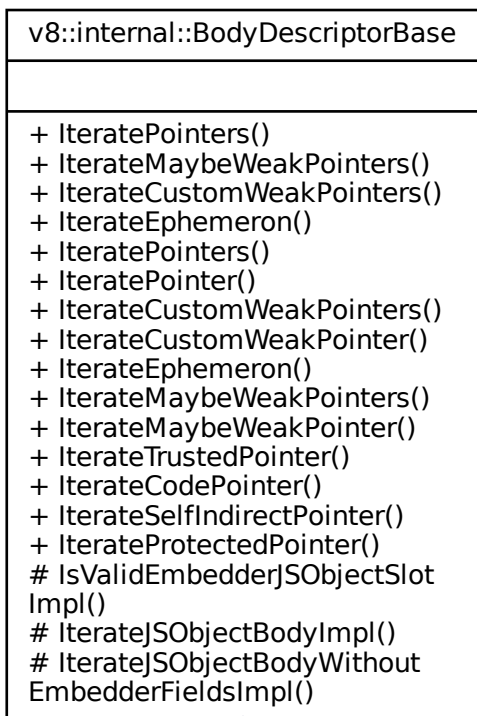 v8::internal::BodyDescriptorBase
+ IteratePointers()
+ IterateMaybeWeakPointers()
+ IterateCustomWeakPointers()
+ IterateEphemeron()
+ IteratePointers()
+ IteratePointer()
+ IterateCustomWeakPointers()
+ IterateCustomWeakPointer()
+ IterateEphemeron()
+ IterateMaybeWeakPointers()
+ IterateMaybeWeakPointer()
+ IterateTrustedPointer()
+ IterateCodePointer()
+ IterateSelfIndirectPointer()
+ IterateProtectedPointer()
# IsValidEmbedderJSObjectSlot
Impl()
# IterateJSObjectBodyImpl()
# IterateJSObjectBodyWithout
EmbedderFieldsImpl()